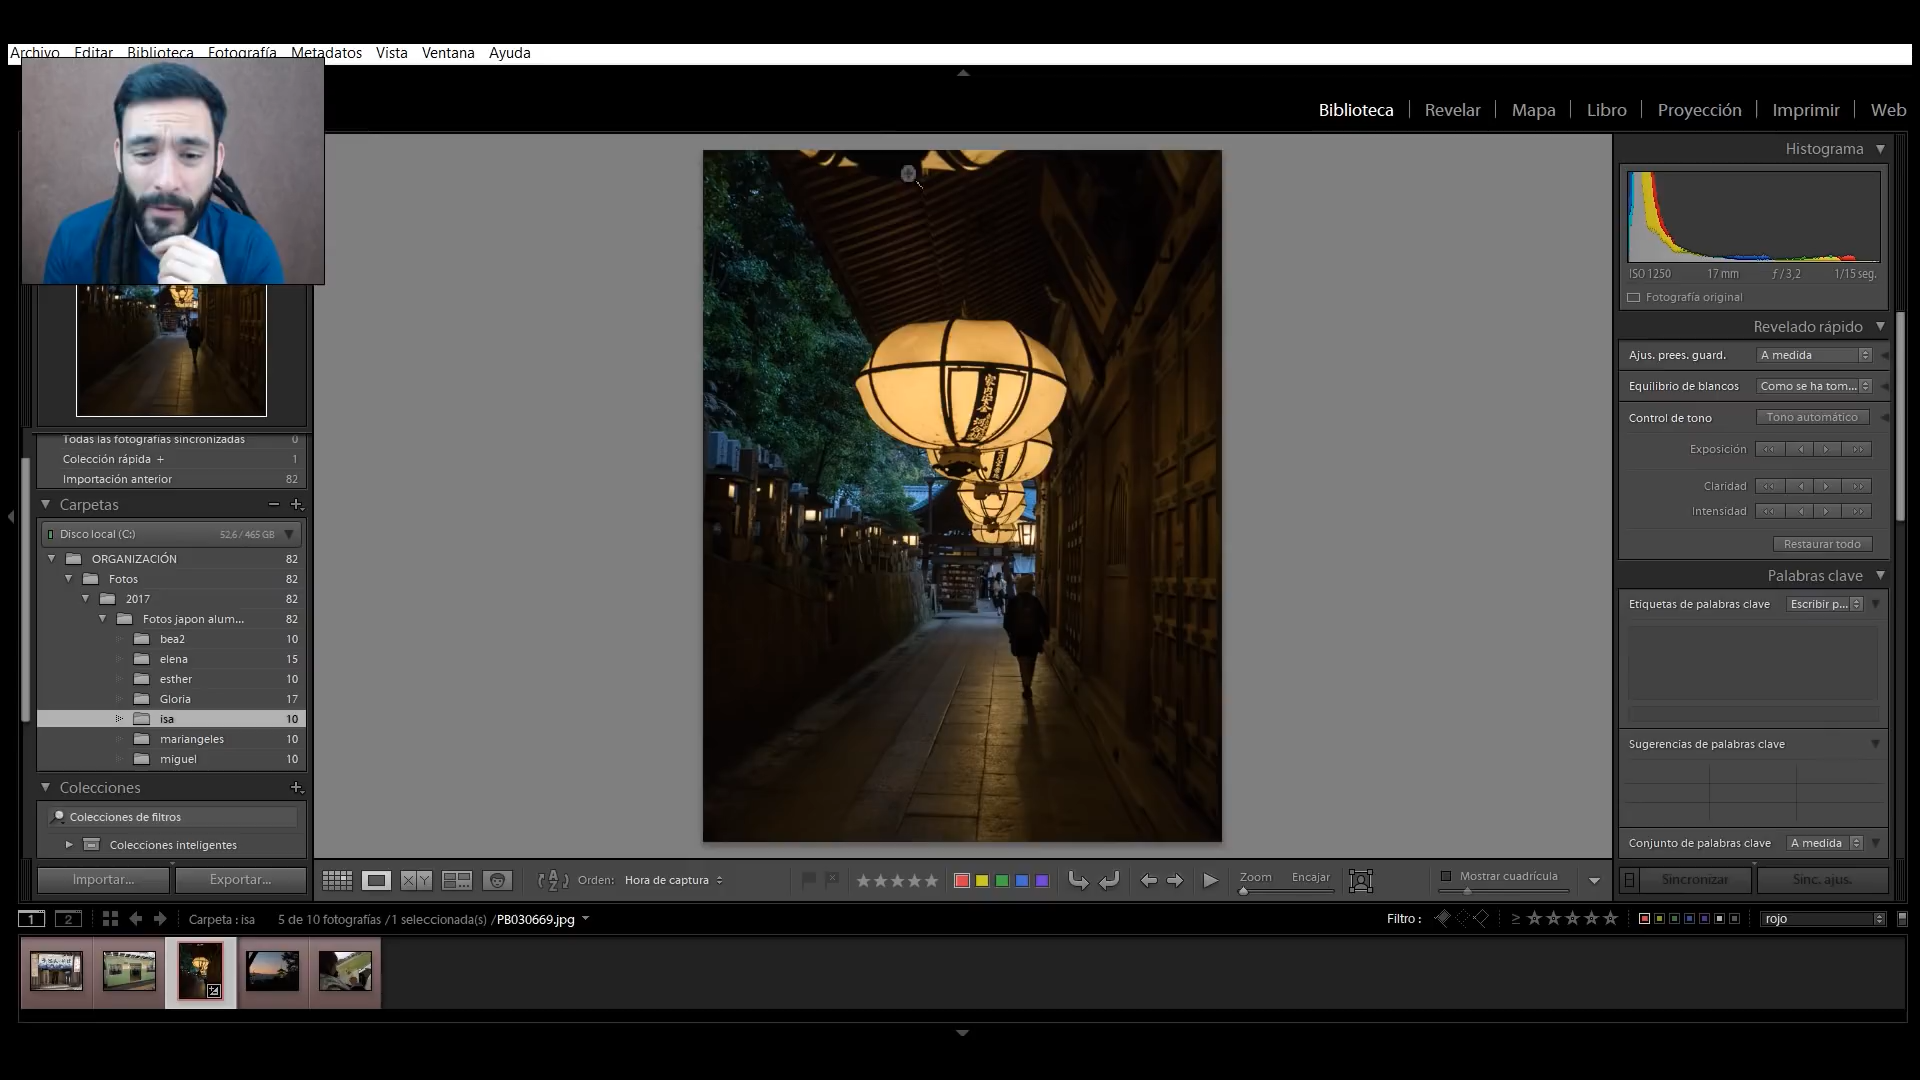 Archivo Editar Biblioteca Fotografía Metadatos Vista Ventana Ayuda
Biblioteca | Revelar | Mapa | Libro | Proyección | Imprimir | Web
Histograma
ISO 1250 17 mm ƒ / 3,2 1/15 seg.
Fotografía original
Revelado rápido
Ajus. prees. guard. A medida
Equilibrio de blancos Como se ha tom...
Control de tono Tono automático
Exposición
Claridad
Intensidad
Restaurar todo
Palabras clave
Etiquetas de palabras clave Escribir p...
Sugerencias de palabras clave
Conjunto de palabras clave A medida
Sincronizar Sinc. ajus.
Todas las fotografías sincronizadas 0
Colección rápida + 1
Importación anterior 82
Carpetas
Disco local (C:) 52,6 / 465 GB
ORGANIZACIÓN 82
Fotos 82
2017 82
Fotos japon alum... 82
bea2 10
elena 15
esther 10
Gloria 17
isa 10
mariangeles 10
miguel 10
Colecciones
Colecciones de filtros
Colecciones inteligentes
Importar... Exportar...
家内安全
XY Orden: Hora de captura Zoom Encajar Mostrar cuadrícula
1 2 Carpeta : isa 5 de 10 fotografías /1 seleccionada(s) /PB030669.jpg Filtro : ≥ rojo